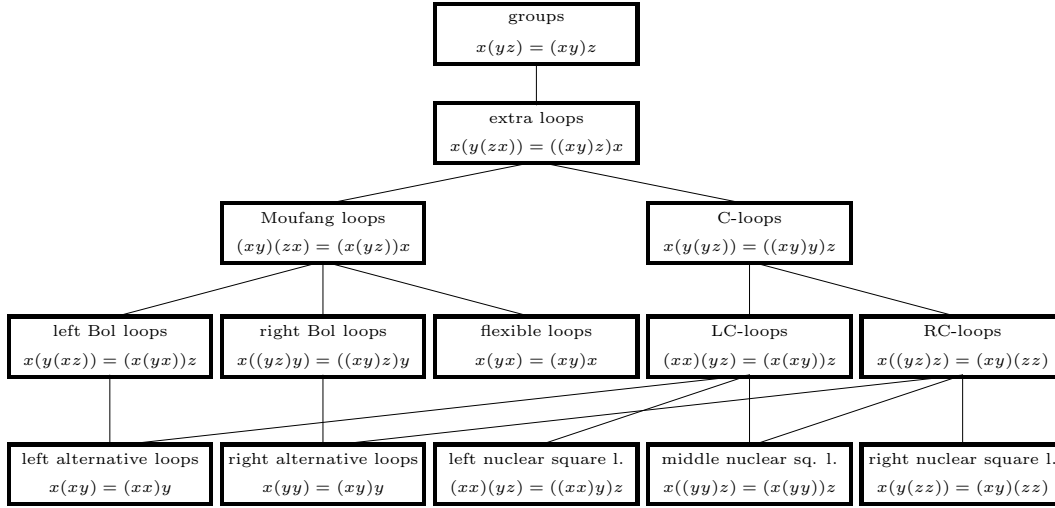 groups
x(yz) = (xy)z
extra loops
x(y(zx)) = ((xy)z)x
Moufang loops
(xy)(zx) = (x(yz))x
C-loops
x(y(yz)) = ((xy)y)z
left Bol loops
x(y(xz)) = (x(yx))z
right Bol loops
x((yz)y) = ((xy)z)y
flexible loops
x(yx) = (xy)x
LC-loops
(xx)(yz) = (x(xy))z
RC-loops
x((yz)z) = (xy)(zz)
left alternative loops
x(xy) = (xx)y
right alternative loops
x(yy) = (xy)y
left nuclear square l.
(xx)(yz) = ((xx)y)z
middle nuclear sq. l.
x((yy)z) = (x(yy))z
right nuclear square l.
x(y(zz)) = (xy)(zz)